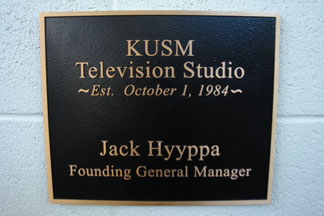 KUSM
Television Studio
~Est. October 1, 1984~
Jack Hyyppa
Founding General Manager